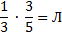 1/3 · 3/5 = Л